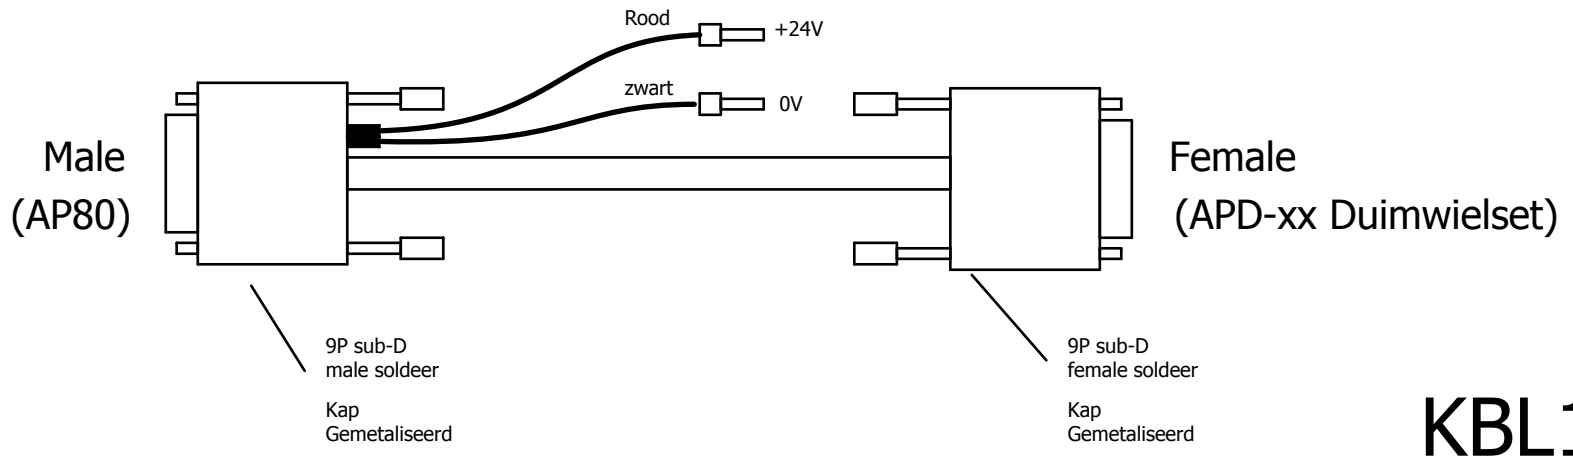 Rood
+24V
zwart
0V
Male
(AP80)
Female
(APD-xx Duimwielset)
9P sub-D
male soldeer
Kap
Gemetaliseerd
9P sub-D
female soldeer
Kap
Gemetaliseerd
KBL1